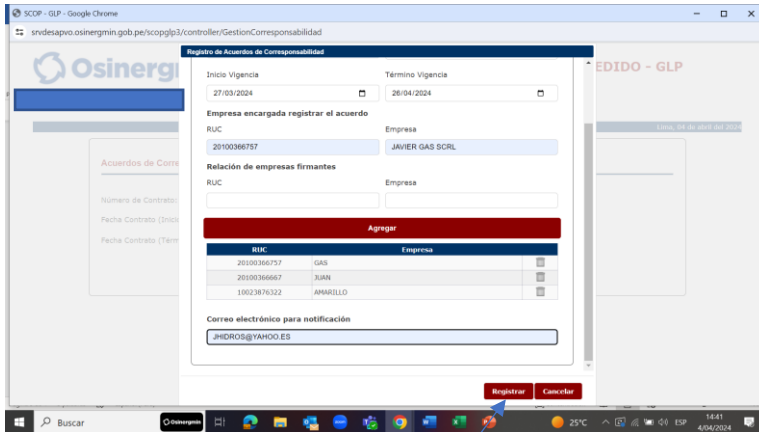 SCOP - GLP - Google Chrome
srvdesapvo.osinergmin.gob.pe/scopglp3/controller/GestionCorresponsabilidad
Registro de Acuerdos de Corresponsabilidad
Osinerg
EDIDO - GLP
Inicio Vigencia Término Vigencia
27/03/2024 26/04/2024
Empresa encargada registrar el acuerdo
RUC Empresa
Lima, 04 de abril del 2024
20100366757 JAVIER GAS SCRL
Acuerdos de Corre
Relación de empresas firmantes
RUC Empresa
Número de Contrato:
Fecha Contrato (Inici
Agregar
Fecha Contrato (Térm
RUC Empresa
20100366757 GAS
20100366667 JUAN
10023876322 AMARILLO
Correo electrónico para notificación
JHIDROS@YAHOO.ES
Registrar Cancelar
Buscar
Osinergmin
25°C
ESP
14:41
4/04/2024